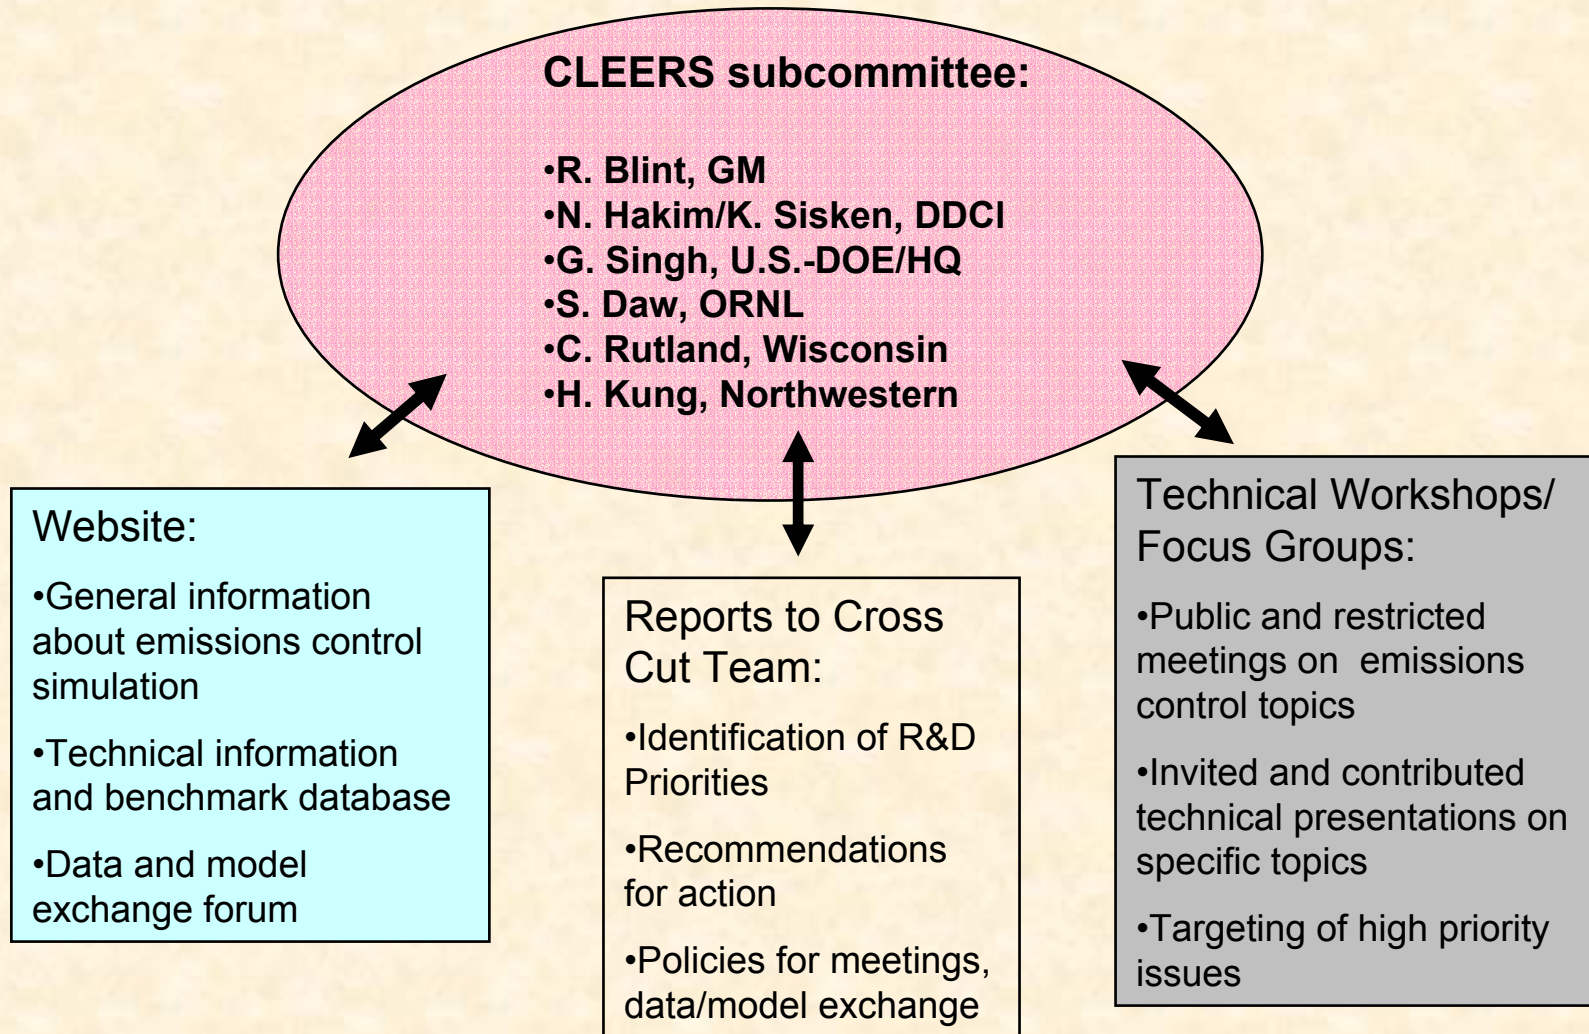 CLEERS subcommittee:
•R. Blint, GM
•N. Hakim/K. Sisken, DDCI
•G. Singh, U.S.-DOE/HQ
•S. Daw, ORNL
•C. Rutland, Wisconsin
•H. Kung, Northwestern
Website:
•General information
about emissions control
simulation
•Technical information
and benchmark database
•Data and model
exchange forum
Reports to Cross
Cut Team:
•Identification of R&D
Priorities
•Recommendations
for action
•Policies for meetings,
data/model exchange
Technical Workshops/
Focus Groups:
•Public and restricted
meetings on  emissions
control topics
•Invited and contributed
technical presentations on
specific topics
•Targeting of high priority
issues